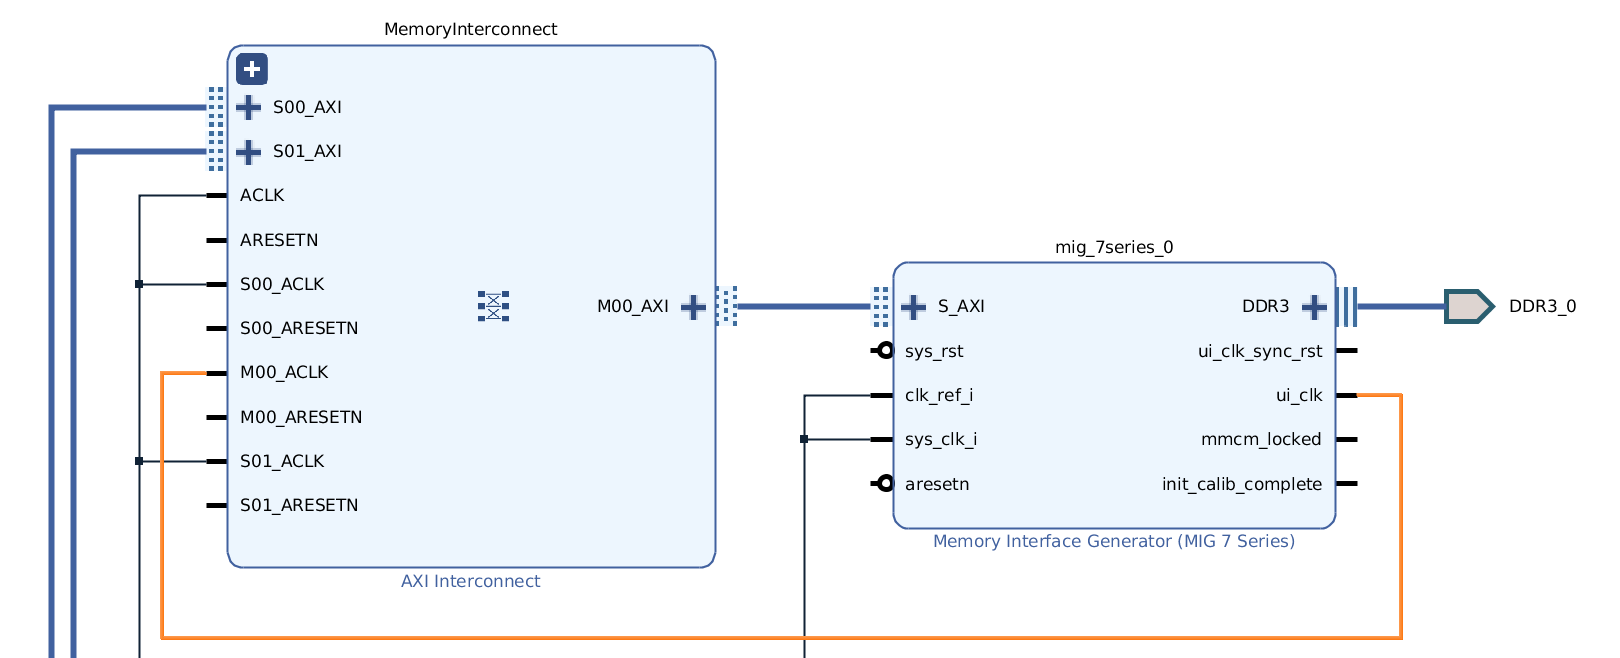 MemoryInterconnect
S00_AXI
S01_AXI
ACLK
ARESETN
S00_ACLK
S00_ARESETN
M00_ACLK
M00_ARESETN
S01_ACLK
S01_ARESETN
M00_AXI
AXI Interconnect
mig_7series_0
S_AXI
sys_rst
clk_ref_i
sys_clk_i
aresetn
DDR3
ui_clk_sync_rst
ui_clk
mmcm_locked
init_calib_complete
Memory Interface Generator (MIG 7 Series)
DDR3_0